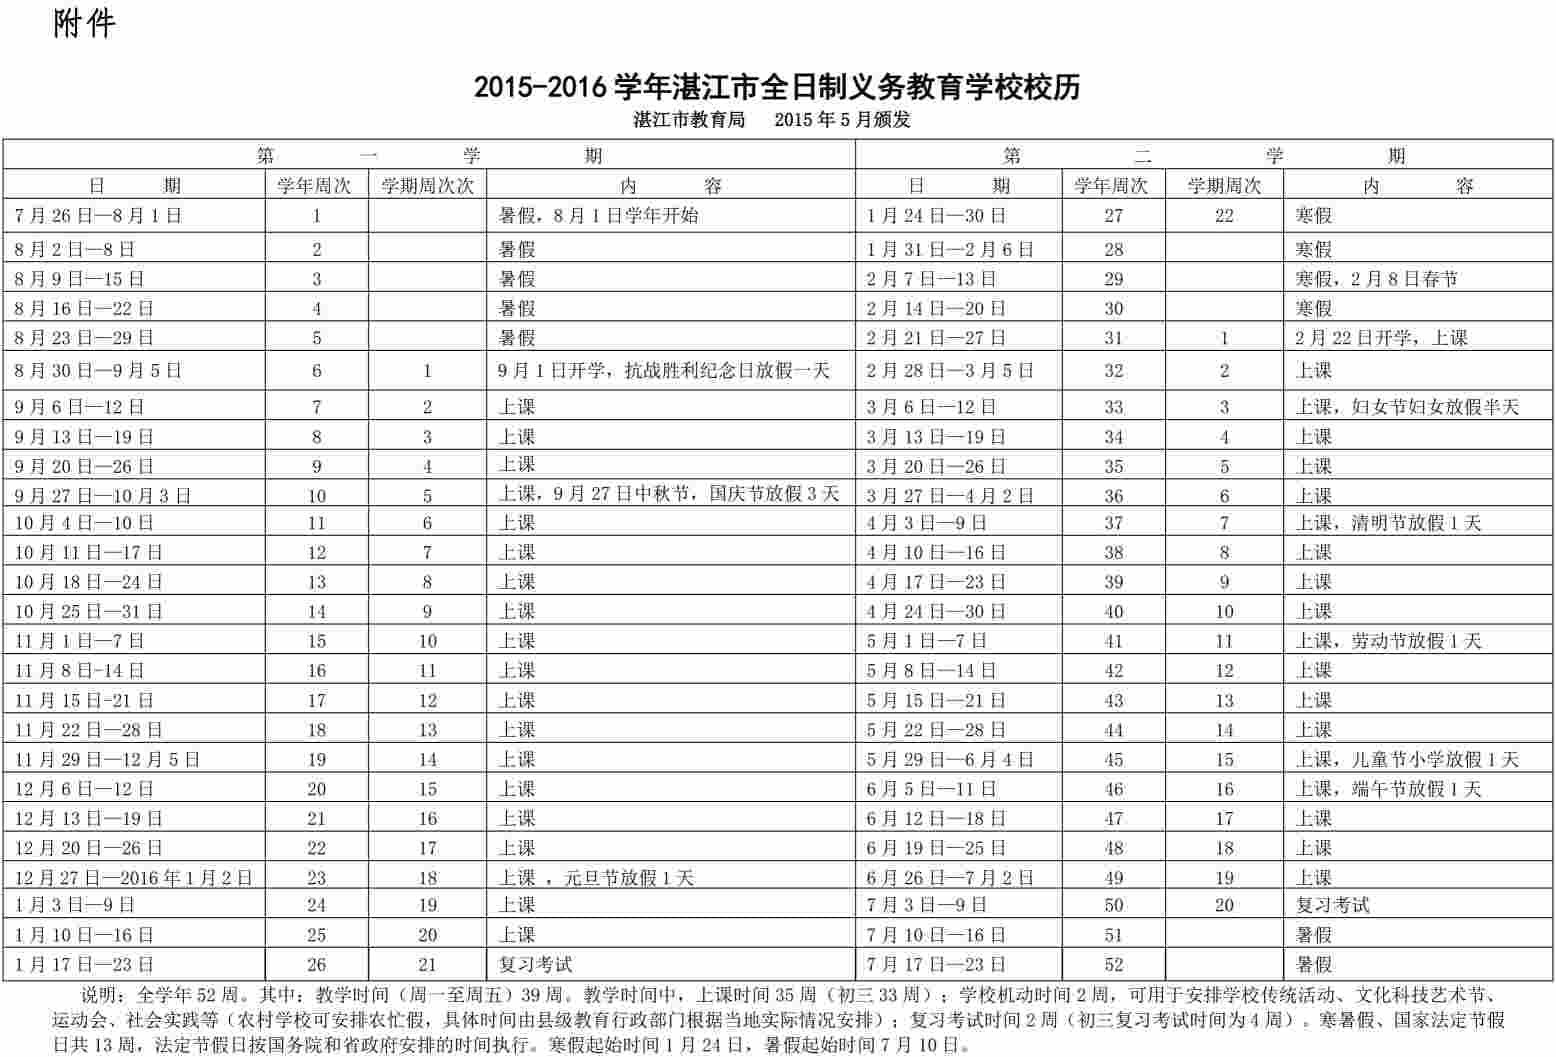 附件
2015-2016 学年湛江市全日制义务教育学校校历
湛江市教育局 2015 年 5 月颁发
第 一 学 期 第 二 学 期
日 期 学年周次 学期周次次 内 容 日 期 学年周次 学期周次 内 容
7 月 26 日—8 月 1 日 1 暑假，8 月 1 日学年开始 1 月 24 日—30 日 27 22 寒假
8 月 2 日—8 日 2 暑假 1 月 31 日—2 月 6 日 28 寒假
8 月 9 日—15 日 3 暑假 2 月 7 日—13 日 29 寒假，2 月 8 日春节
8 月 16 日—22 日 4 暑假 2 月 14 日—20 日 30 寒假
8 月 23 日—29 日 5 暑假 2 月 21 日—27 日 31 1 2 月 22 日开学，上课
8 月 30 日—9 月 5 日 6 1 9 月 1 日开学，抗战胜利纪念日放假一天 2 月 28 日—3 月 5 日 32 2 上课
9 月 6 日—12 日 7 2 上课 3 月 6 日—12 日 33 3 上课，妇女节妇女放假半天
9 月 13 日—19 日 8 3 上课 3 月 13 日—19 日 34 4 上课
9 月 20 日—26 日 9 4 上课 3 月 20 日—26 日 35 5 上课
9 月 27 日—10 月 3 日 10 5 上课，9 月 27 日中秋节，国庆节放假 3 天 3 月 27 日—4 月 2 日 36 6 上课
10 月 4 日—10 日 11 6 上课 4 月 3 日—9 日 37 7 上课，清明节放假 1 天
10 月 11 日—17 日 12 7 上课 4 月 10 日—16 日 38 8 上课
10 月 18 日—24 日 13 8 上课 4 月 17 日—23 日 39 9 上课
10 月 25 日—31 日 14 9 上课 4 月 24 日—30 日 40 10 上课
11 月 1 日—7 日 15 10 上课 5 月 1 日—7 日 41 11 上课，劳动节放假 1 天
11 月 8 日-14 日 16 11 上课 5 月 8 日—14 日 42 12 上课
11 月 15 日-21 日 17 12 上课 5 月 15 日—21 日 43 13 上课
11 月 22 日—28 日 18 13 上课 5 月 22 日—28 日 44 14 上课
11 月 29 日—12 月 5 日 19 14 上课 5 月 29 日—6 月 4 日 45 15 上课，儿童节小学放假 1 天
12 月 6 日—12 日 20 15 上课 6 月 5 日—11 日 46 16 上课，端午节放假 1 天
12 月 13 日—19 日 21 16 上课 6 月 12 日—18 日 47 17 上课
12 月 20 日—26 日 22 17 上课 6 月 19 日—25 日 48 18 上课
12 月 27 日—2016 年 1 月 2 日 23 18 上课 ，元旦节放假 1 天 6 月 26 日—7 月 2 日 49 19 上课
1 月 3 日—9 日 24 19 上课 7 月 3 日—9 日 50 20 复习考试
1 月 10 日—16 日 25 20 上课 7 月 10 日—16 日 51 暑假
1 月 17 日—23 日 26 21 复习考试 7 月 17 日—23 日 52 暑假
说明：全学年 52 周。其中：教学时间（周一至周五）39 周。教学时间中，上课时间 35 周（初三 33 周）；学校机动时间 2 周，可用于安排学校传统活动、文化科技艺术节、
运动会、社会实践等（农村学校可安排农忙假，具体时间由县级教育行政部门根据当地实际情况安排）；复习考试时间 2 周（初三复习考试时间为 4 周）。寒暑假、国家法定节假
日共 13 周，法定节假日按国务院和省政府安排的时间执行。寒假起始时间 1 月 24 日，暑假起始时间 7 月 10 日。